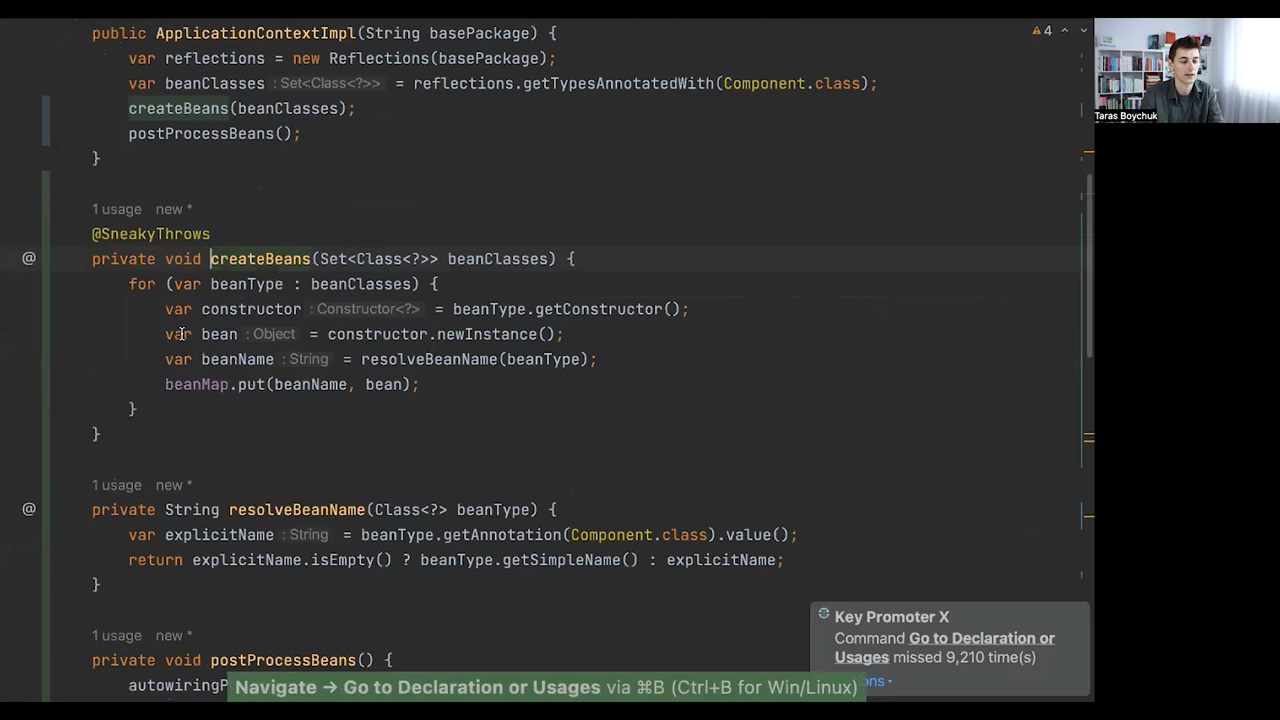 public ApplicationContextImpl(String basePackage) {
4
var reflections = new Reflections(basePackage);
var beanClasses : Set<Class<?>> = reflections.getTypesAnnotatedWith(Component.class);
createBeans(beanClasses);
postProcessBeans();
}
Taras Boychuk
1 usage new *
@SneakyThrows
@ private void createBeans(Set<Class<?>> beanClasses) {
for (var beanType : beanClasses) {
var constructor : Constructor<?> = beanType.getConstructor();
var bean : Object = constructor.newInstance();
var beanName : String = resolveBeanName(beanType);
beanMap.put(beanName, bean);
}
}
1 usage new *
@ private String resolveBeanName(Class<?> beanType) {
var explicitName : String = beanType.getAnnotation(Component.class).value();
return explicitName.isEmpty() ? beanType.getSimpleName() : explicitName;
}
1 usage new *
private void postProcessBeans() {
Key Promoter X
Command Go to Declaration or
Usages missed 9,210 time(s)
Navigate → Go to Declaration or Usages via ⌘B (Ctrl+B for Win/Linux)